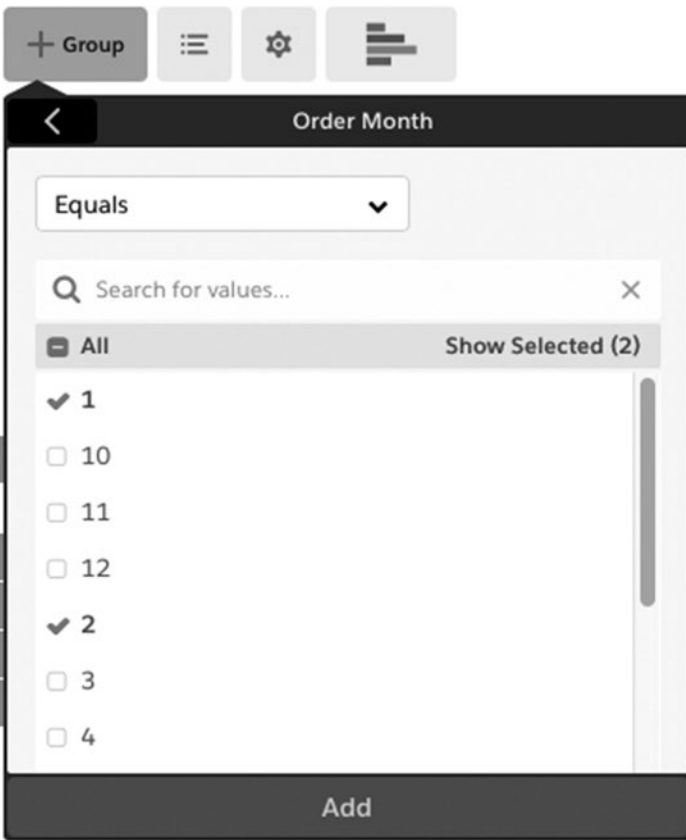 Group
Order Month
Equals
Search for values...
All Show Selected (2)
1
10
11
12
2
3
4
Add